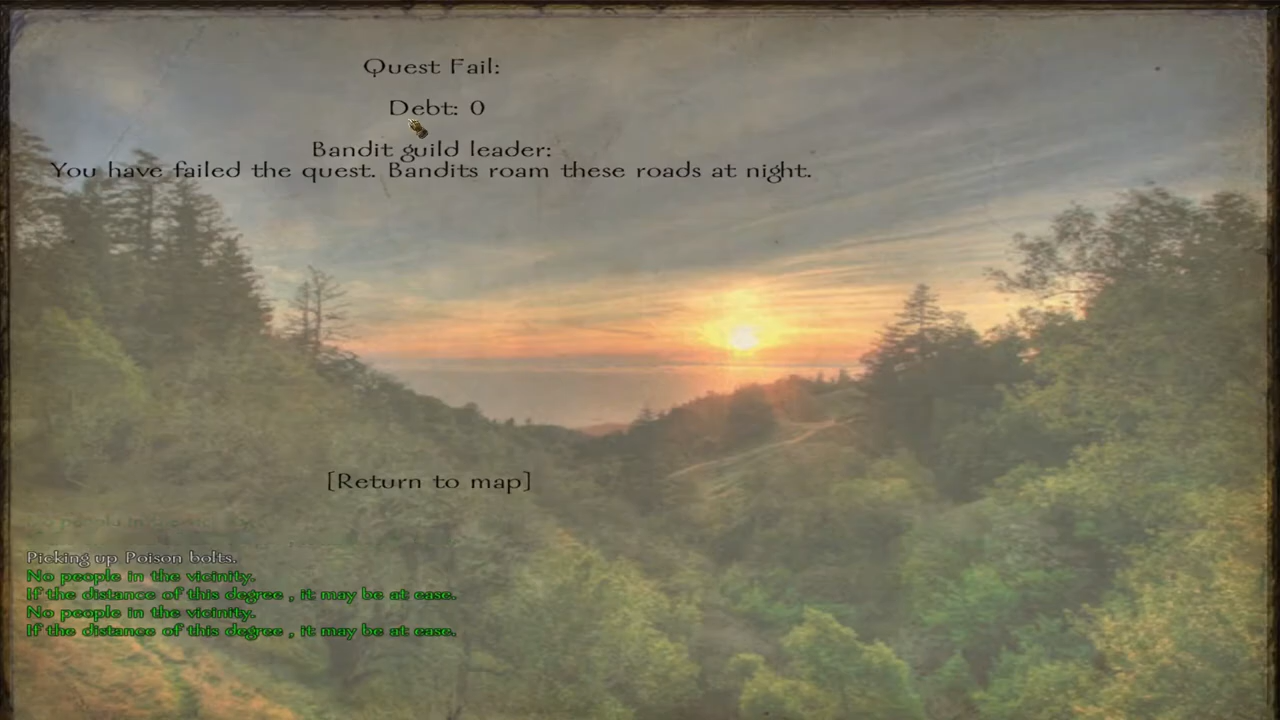 Quest Fail:
Debt: 0
Bandit guild leader:
You have failed the quest. Bandits roam these roads at night.
[Return to map]
Picking up Poison bolts.
No people in the vicinity.
If the distance of this degree , it may be at ease.
No people in the vicinity.
If the distance of this degree , it may be at ease.